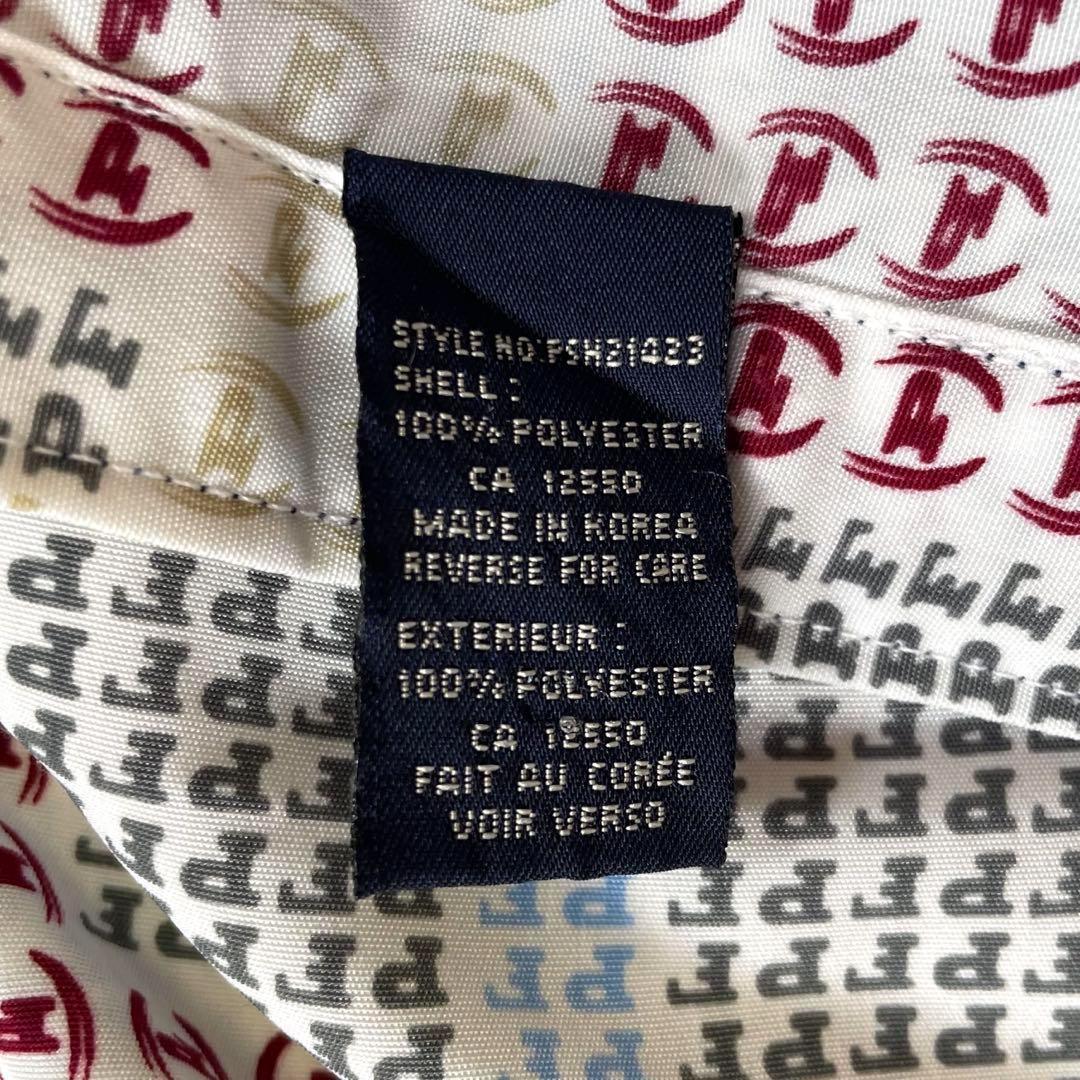 STYLE NO.PSH31423
SHELL :
100% POLYESTER
CA 12550
MADE IN KOREA
REVERSE FOR CARE
EXTERIEUR :
100% POLYESTER
CA 12550
FAIT AU CORÉE
VOIR VERSO